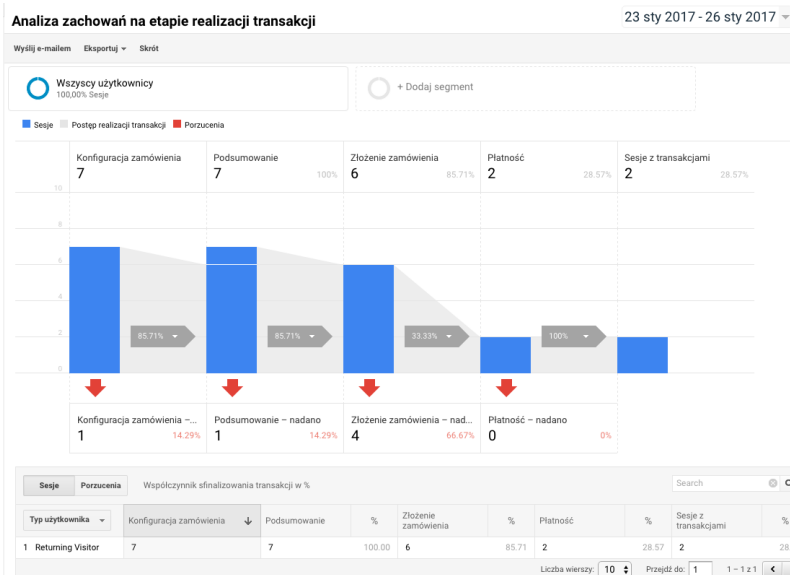 Analiza zachowań na etapie realizacji transakcji
23 sty 2017 - 26 sty 2017
Wyślij e-mailem Eksportuj Skrót
Wszyscy użytkownicy
100,00% Sesje
+ Dodaj segment
Sesje Postęp realizacji transakcji Porzucenia
Konfiguracja zamówienia Podsumowanie Złożenie zamówienia Płatność Sesje z transakcjami
7 7 100% 6 85.71% 2 28.57% 2 28.57%
10
8
6
4
2
0
85.71% 85.71% 33.33% 100%
Konfiguracja zamówienia –... Podsumowanie – nadano Złożenie zamówienia – nad... Płatność – nadano
1 14.29% 1 14.29% 4 66.67% 0 0%
Sesje Porzucenia Współczynnik sfinalizowania transakcji w % Search
Typ użytkownika Konfiguracja zamówienia Podsumowanie % Złożenie zamówienia % Płatność % Sesje z transakcjami %
1 Returning Visitor 7 7 100.00 6 85.71 2 28.57 2 28
Liczba wierszy: 10 Przejdź do: 1 1 – 1 z 1